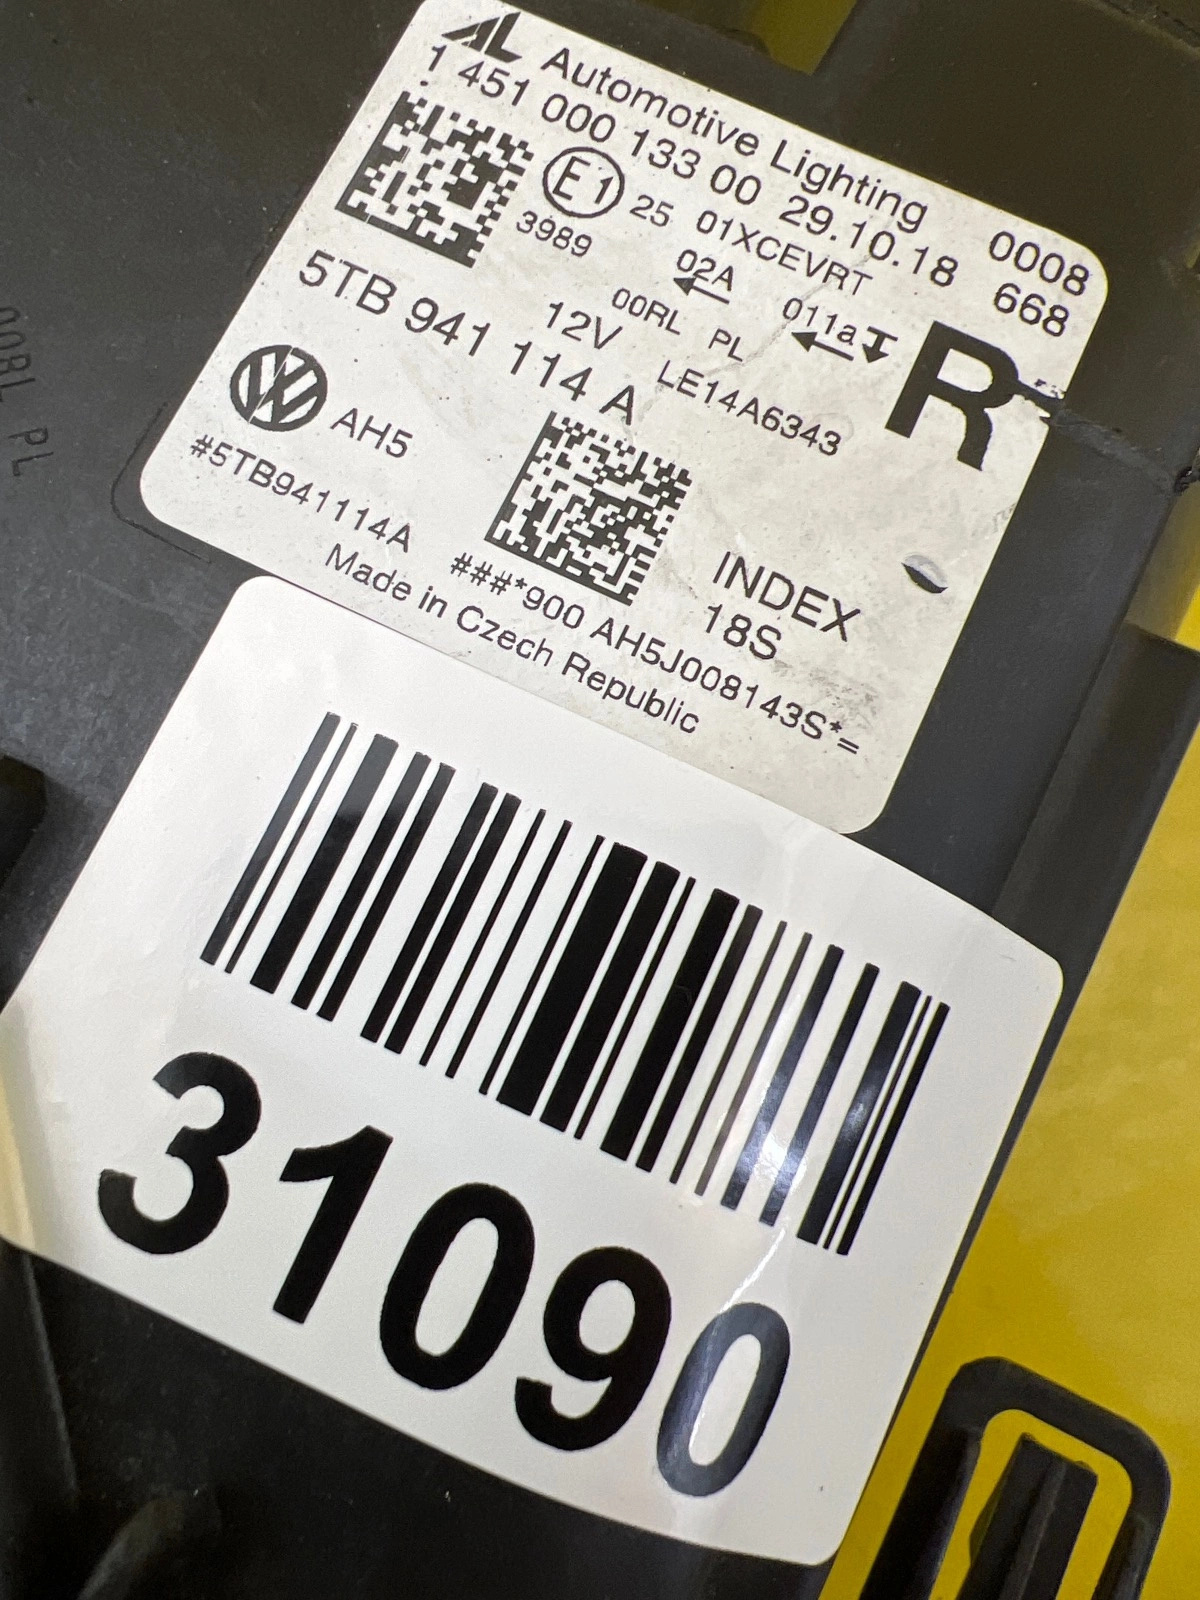 AL Automotive Lighting 0008
1 451 000 133 00 29.10.18 668
E1 25 01XCEVRT
3989 02A 011a
00RL PL R
5TB 941 114 A 12V LE14A6343
VW AH5
#5TB941114A INDEX
18S
###*900 AH5J008143S*=
Made in Czech Republic
31090
00RL PL